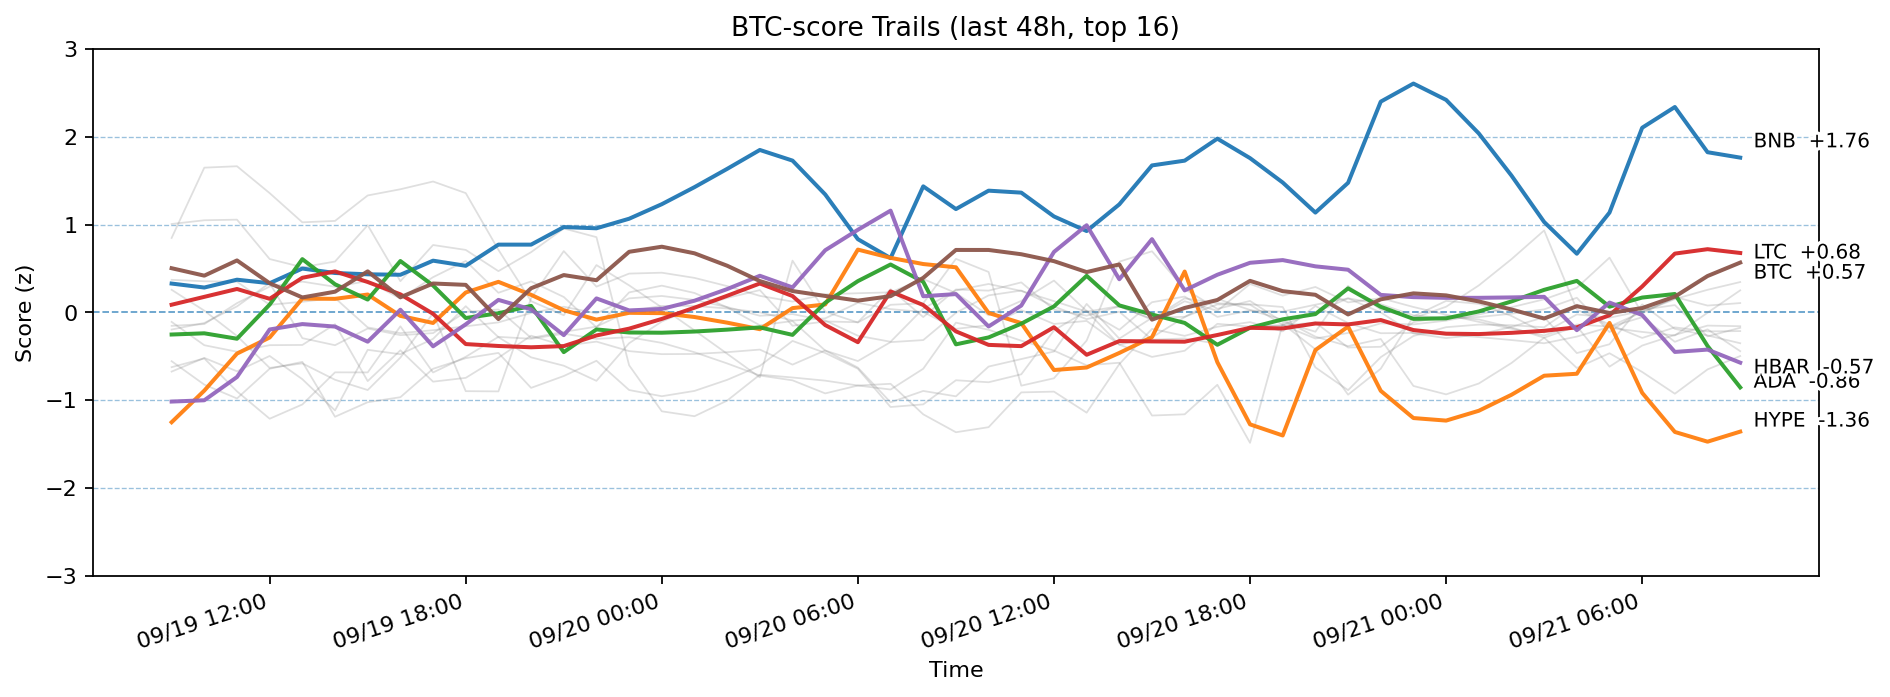 BTC-score Trails (last 48h, top 16)
Score (z)
3
2
1
0
−1
−2
−3
BNB +1.76
LTC +0.68
BTC +0.57
HBAR -0.57
ADA -0.86
HYPE -1.36
09/19 12:00
09/19 18:00
09/20 00:00
09/20 06:00
09/20 12:00
09/20 18:00
09/21 00:00
09/21 06:00
Time